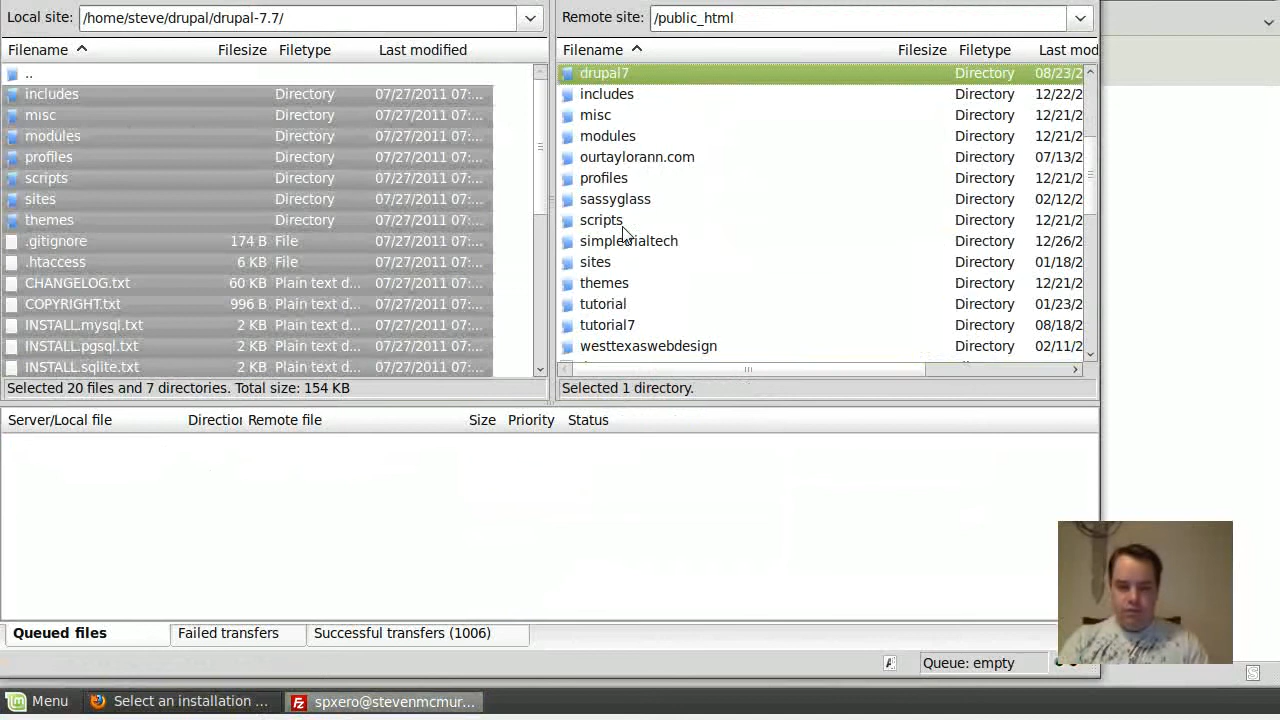 Local site: /home/steve/drupal/drupal-7.7/
Remote site: /public_html
Filename Filesize Filetype Last modified
..
includes Directory 07/27/2011 07:...
misc Directory 07/27/2011 07:...
modules Directory 07/27/2011 07:...
profiles Directory 07/27/2011 07:...
scripts Directory 07/27/2011 07:...
sites Directory 07/27/2011 07:...
themes Directory 07/27/2011 07:...
.gitignore 174 B File 07/27/2011 07:...
.htaccess 6 KB File 07/27/2011 07:...
CHANGELOG.txt 60 KB Plain text d... 07/27/2011 07:...
COPYRIGHT.txt 996 B Plain text d... 07/27/2011 07:...
INSTALL.mysql.txt 2 KB Plain text d... 07/27/2011 07:...
INSTALL.pgsql.txt 2 KB Plain text d... 07/27/2011 07:...
INSTALL.sqlite.txt 2 KB Plain text d... 07/27/2011 07:...
Selected 20 files and 7 directories. Total size: 154 KB
Filename Filesize Filetype Last mod
drupal7 Directory 08/23/2
includes Directory 12/22/2
misc Directory 12/21/2
modules Directory 12/21/2
ourtaylorann.com Directory 07/13/2
profiles Directory 12/21/2
sassyglass Directory 02/12/2
scripts Directory 12/21/2
Directory 12/26/2
sites Directory 01/18/2
themes Directory 12/21/2
tutorial Directory 01/23/2
tutorial7 Directory 08/18/2
westtexaswebdesign Directory 02/11/2
Selected 1 directory.
Server/Local file Direction Remote file Size Priority Status
Queued files Failed transfers Successful transfers (1006)
Queue: empty
Menu Select an installation ... spxero@stevenmcmur...